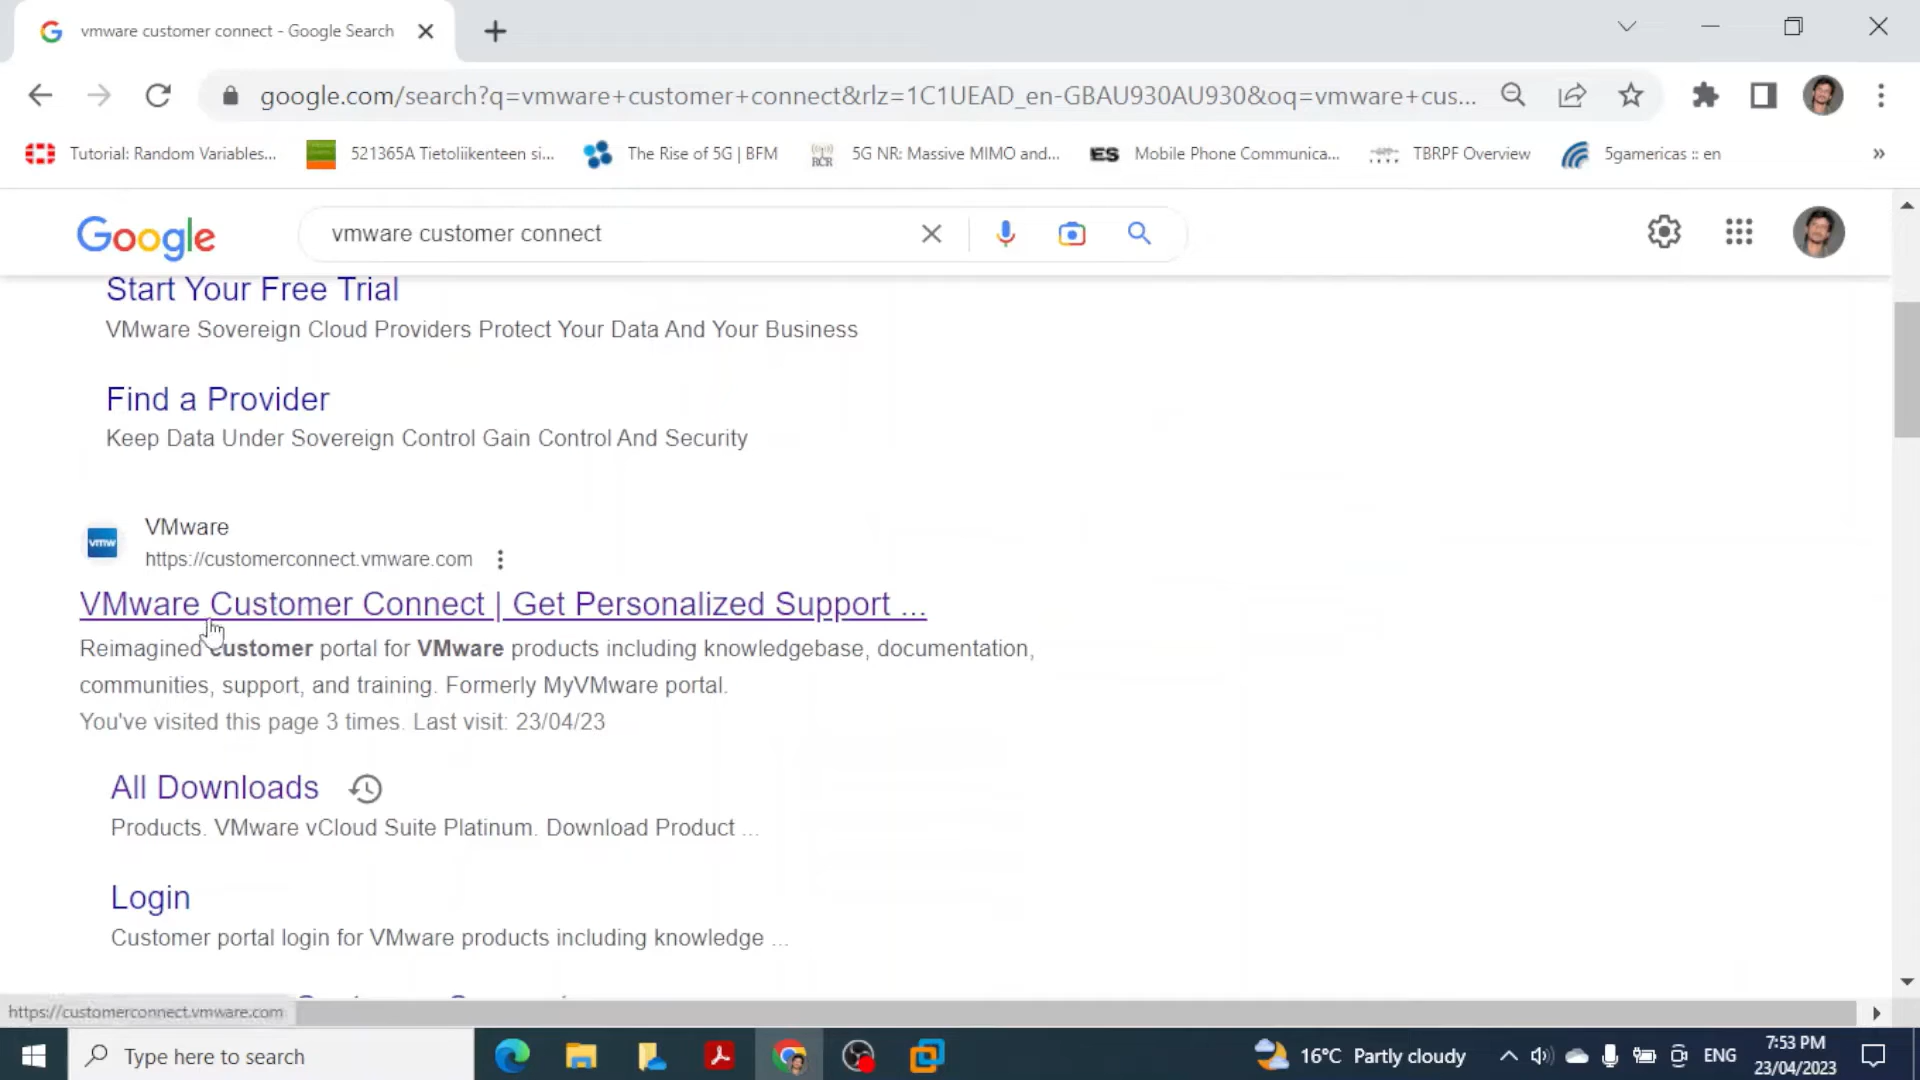 vmware customer connect - Google Search
google.com/search?q=vmware+customer+connect&rlz=1C1UEAD_en-GBAU930AU930&oq=vmware+cus...
Tutorial: Random Variables...
521365A Tietoliikenteen si...
The Rise of 5G | BFM
RCR
5G NR: Massive MIMO and...
ES
Mobile Phone Communica...
TBRPF Overview
5gamericas :: en
»
Google
vmware customer connect
Start Your Free Trial
VMware Sovereign Cloud Providers Protect Your Data And Your Business
Find a Provider
Keep Data Under Sovereign Control Gain Control And Security
vmw
VMware
https://customerconnect.vmware.com
VMware Customer Connect | Get Personalized Support ...
Reimagined customer portal for VMware products including knowledgebase, documentation,
communities, support, and training. Formerly MyVMware portal.
You've visited this page 3 times. Last visit: 23/04/23
All Downloads
Products. VMware vCloud Suite Platinum. Download Product ...
Login
Customer portal login for VMware products including knowledge ...
https://customerconnect.vmware.com
Type here to search
16°C Partly cloudy
ENG
7:53 PM
23/04/2023